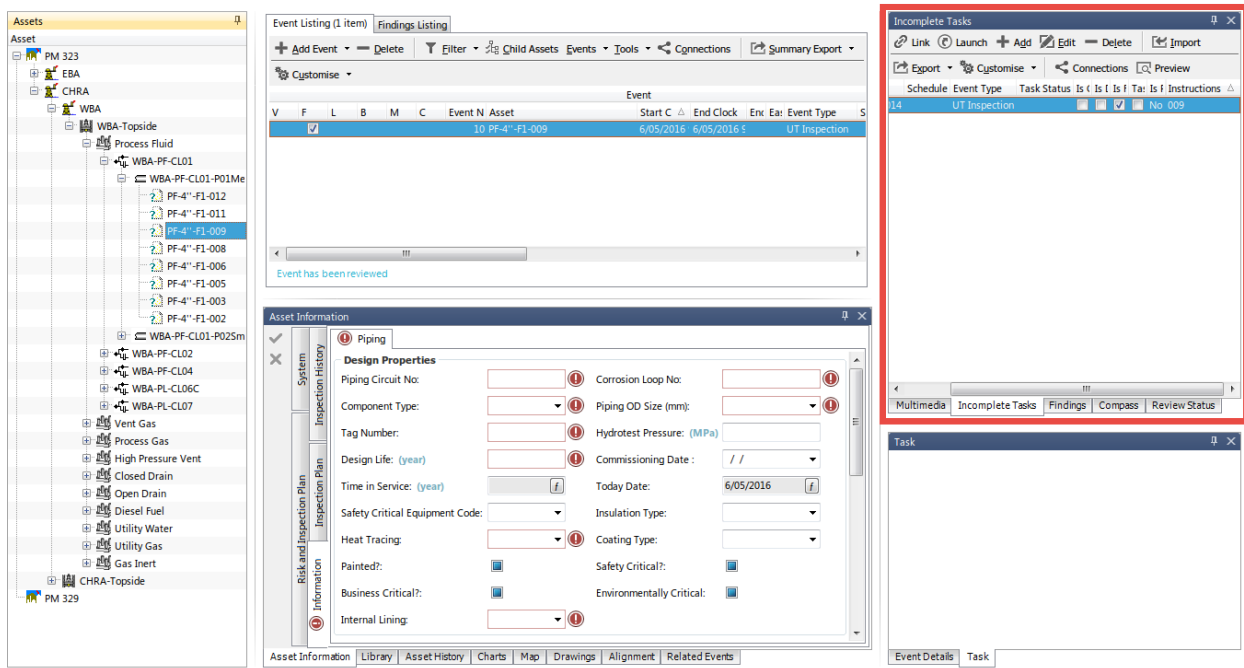 Assets
Asset
PM 323
EBA
CHRA
WBA
WBA-Topside
Process Fluid
WBA-PF-CL01
WBA-PF-CL01-P01Me
PF-4"-F1-012
PF-4"-F1-011
PF-4"-F1-009
PF-4"-F1-008
PF-4"-F1-006
PF-4"-F1-005
PF-4"-F1-003
PF-4"-F1-002
WBA-PF-CL01-P02Sm
WBA-PF-CL02
WBA-PF-CL04
WBA-PL-CL06C
WBA-PL-CL07
Vent Gas
Process Gas
High Pressure Vent
Closed Drain
Open Drain
Diesel Fuel
Utility Water
Utility Gas
Gas Inert
CHRA-Topside
PM 329
Event Listing (1 item) Findings Listing
Add Event Delete Filter Child Assets Events Tools Connections Summary Export
Customise
Event
V F L B M C Event N Asset Start C End Clock Enc Eas Event Type S
10 PF-4"-F1-009 6/05/2016 6/05/2016 9 UT Inspection
Event has been reviewed
Asset Information
System
Risk and Inspection Plan
Inspection History
Inspection Plan
Information
Piping
Design Properties
Piping Circuit No: Corrosion Loop No:
Component Type: Piping OD Size (mm):
Tag Number: Hydrotest Pressure: (MPa)
Design Life: (year) Commissioning Date : / /
Time in Service: (year) f Today Date: 6/05/2016 f
Safety Critical Equipment Code: Insulation Type:
Heat Tracing: Coating Type:
Painted?: Safety Critical?:
Business Critical?: Environmentally Critical:
Internal Lining:
Asset Information Library Asset History Charts Map Drawings Alignment Related Events
Incomplete Tasks
Link Launch Add Edit Delete Import
Export Customise Connections Preview
Schedule Event Type Task Status Is ( Is I Is F Ta: Is F Instructions
014 UT Inspection No 009
Multimedia Incomplete Tasks Findings Compass Review Status
Task
Event Details Task